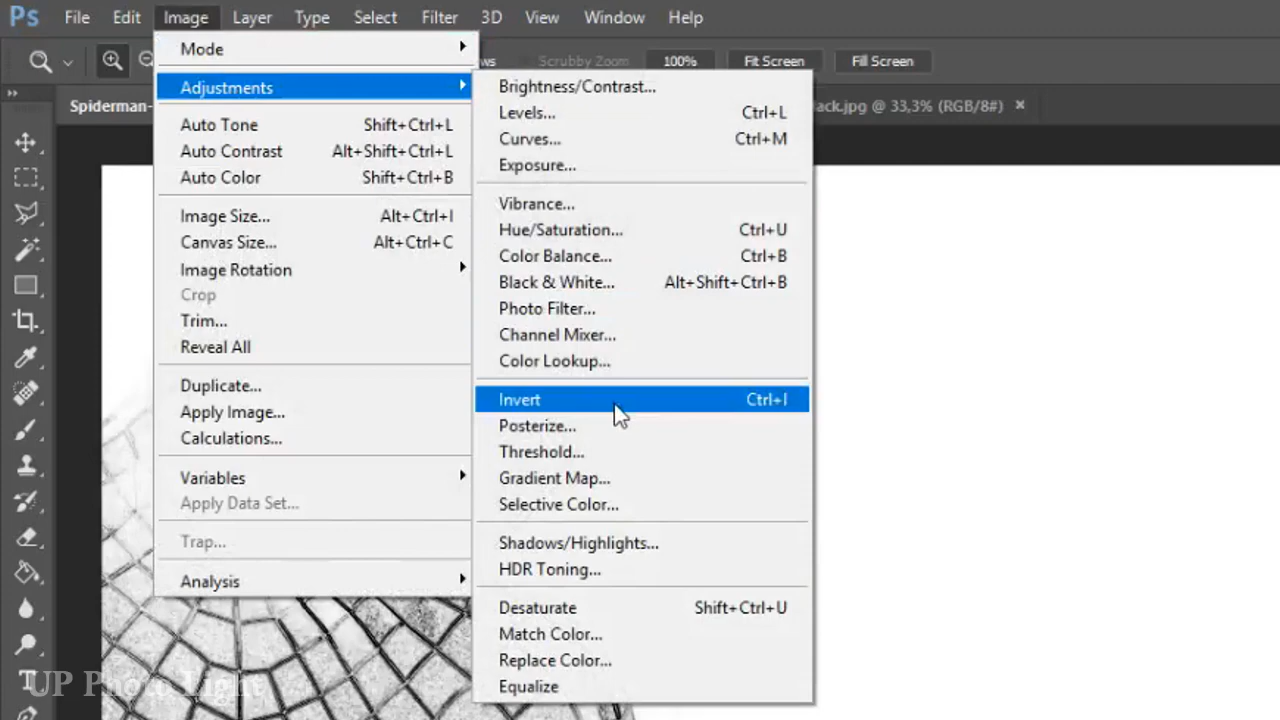 Ps File Edit Image Layer Type Select Filter 3D View Window Help
Scrubby Zoom 100% Fit Screen Fill Screen
Spiderman- ack.jpg @ 33,3% (RGB/8#) ×
Mode
Adjustments
Auto Tone Shift+Ctrl+L
Auto Contrast Alt+Shift+Ctrl+L
Auto Color Shift+Ctrl+B
Image Size... Alt+Ctrl+I
Canvas Size... Alt+Ctrl+C
Image Rotation
Crop
Trim...
Reveal All
Duplicate...
Apply Image...
Calculations...
Variables
Apply Data Set...
Trap...
Analysis
Brightness/Contrast...
Levels... Ctrl+L
Curves... Ctrl+M
Exposure...
Vibrance...
Hue/Saturation... Ctrl+U
Color Balance... Ctrl+B
Black & White... Alt+Shift+Ctrl+B
Photo Filter...
Channel Mixer...
Color Lookup...
Invert Ctrl+I
Posterize...
Threshold...
Gradient Map...
Selective Color...
Shadows/Highlights...
HDR Toning...
Desaturate Shift+Ctrl+U
Match Color...
Replace Color...
Equalize
UP Photo Light